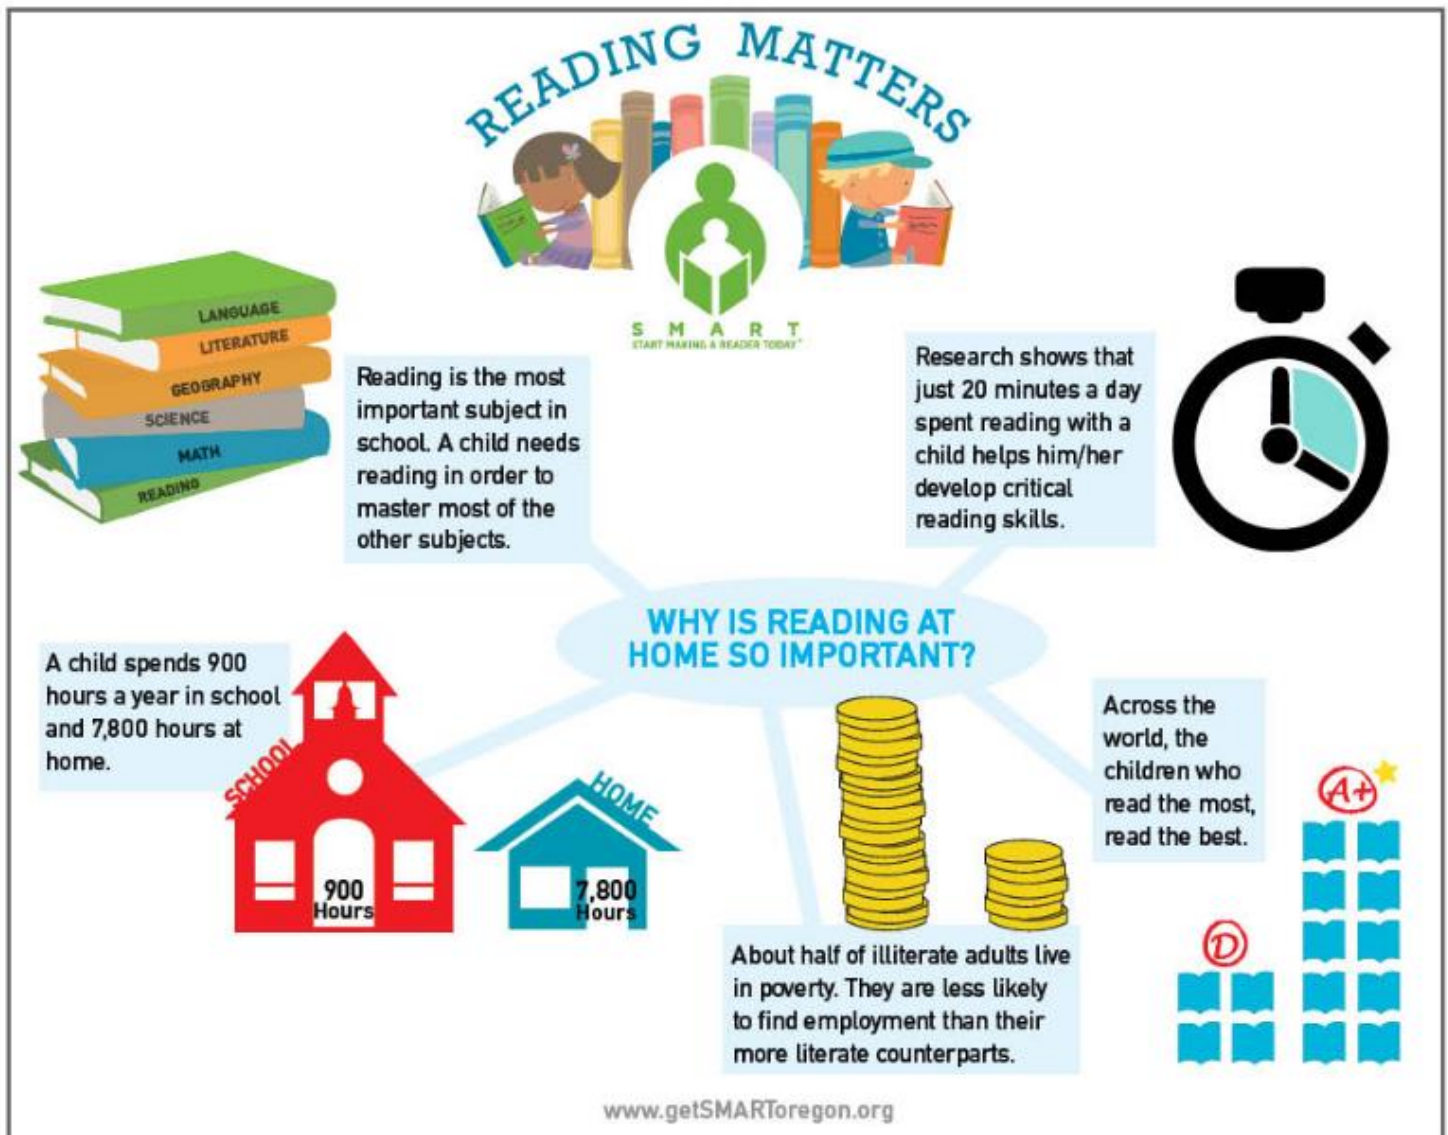 READING MATTERS
SMART
START MAKING A READER TODAY
LANGUAGE
LITERATURE
GEOGRAPHY
SCIENCE
MATH
READING
Reading is the most
important subject in
school. A child needs
reading in order to
master most of the
other subjects.
Research shows that
just 20 minutes a day
spent reading with a
child helps him/her
develop critical
reading skills.
WHY IS READING AT
HOME SO IMPORTANT?
A child spends 900
hours a year in school
and 7,800 hours at
home.
SCHOOL
900
Hours
HOME
7,800
Hours
Across the
world, the
children who
read the most,
read the best.
A+
D
About half of illiterate adults live
in poverty. They are less likely
to find employment than their
more literate counterparts.
www.getSMARToregon.org